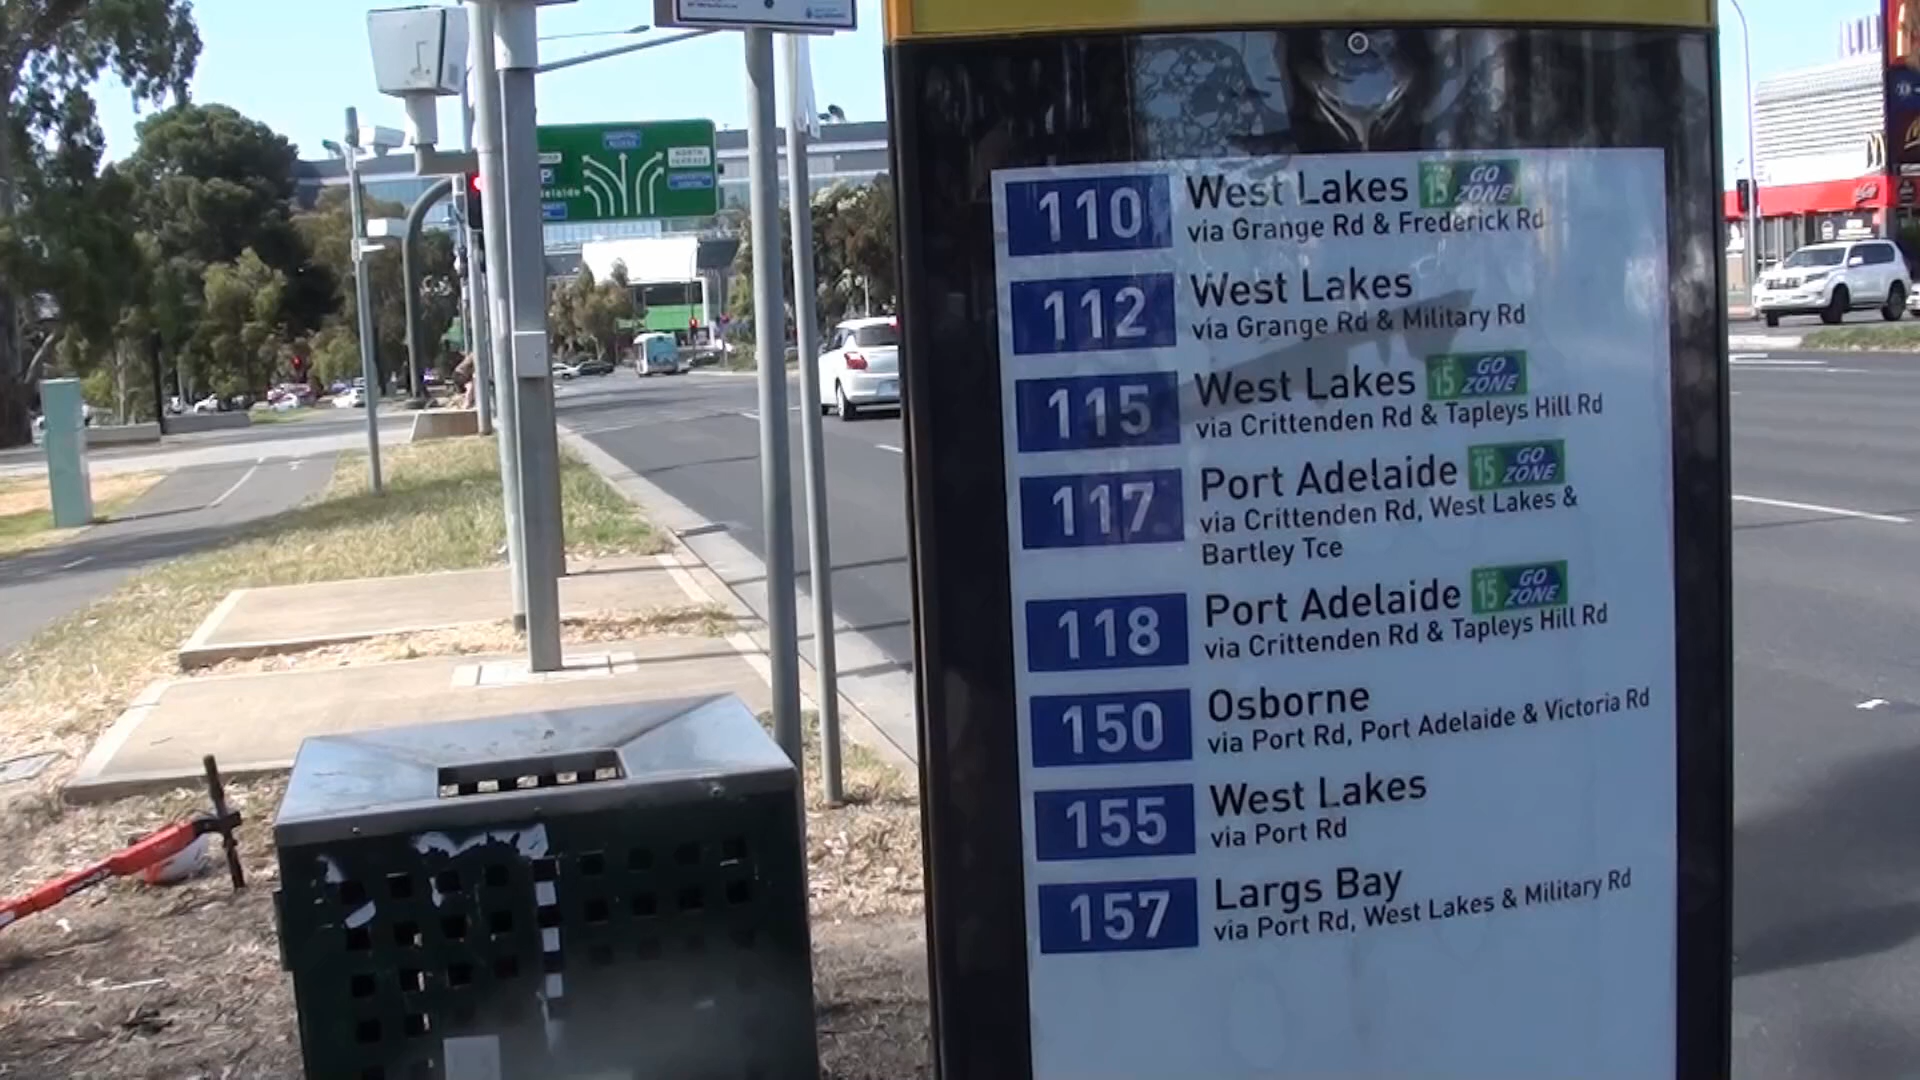 110 West Lakes 15 GO ZONE
via Grange Rd & Frederick Rd
112 West Lakes
via Grange Rd & Military Rd
115 West Lakes 15 GO ZONE
via Crittenden Rd & Tapleys Hill Rd
117 Port Adelaide 15 GO ZONE
via Crittenden Rd, West Lakes &
Bartley Tce
118 Port Adelaide 15 GO ZONE
via Crittenden Rd & Tapleys Hill Rd
150 Osborne
via Port Rd, Port Adelaide & Victoria Rd
155 West Lakes
via Port Rd
157 Largs Bay
via Port Rd, West Lakes & Military Rd
NORTH
TERRACE